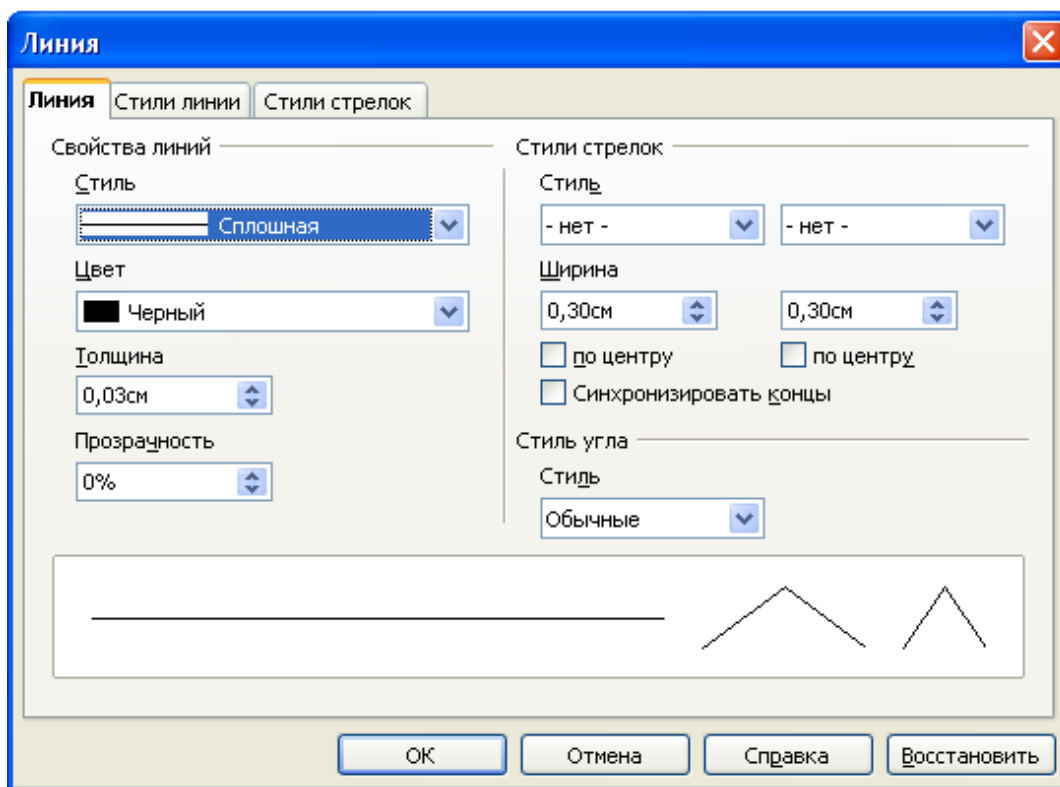 Линия
Линия Стили линии Стили стрелок
Свойства линий
Стиль
Сплошная
Цвет
Черный
Толщина
0,03см
Прозрачность
0%
Стили стрелок
Стиль
- нет - - нет -
Ширина
0,30см 0,30см
по центру по центру
Синхронизировать концы
Стиль угла
Стиль
Обычные
ОК Отмена Справка Восстановить